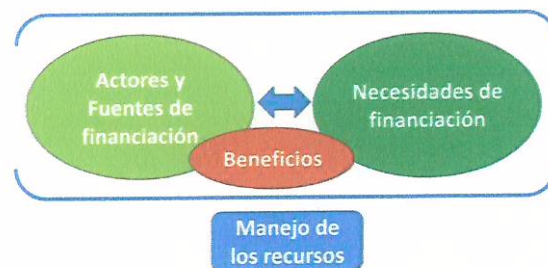 Actores y
Fuentes de
financiación
Necesidades de
financiación
Beneficios
Manejo de
los recursos